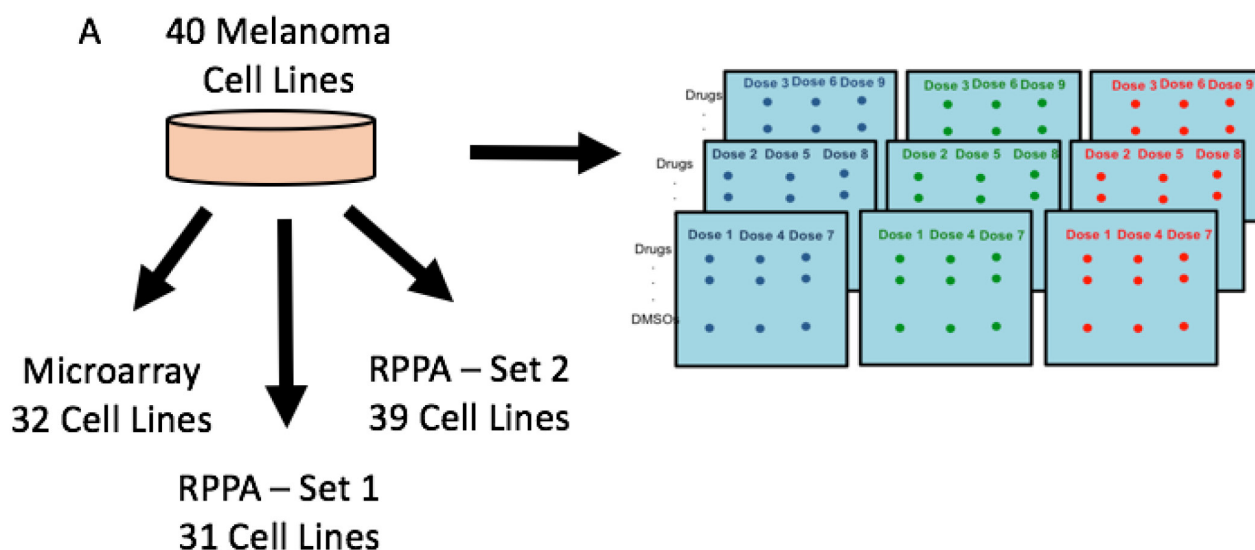 A
40 Melanoma
Cell Lines
Microarray
32 Cell Lines
RPPA – Set 1
31 Cell Lines
RPPA – Set 2
39 Cell Lines
Drugs
Dose 3 Dose 6 Dose 9
Dose 3 Dose 6 Dose 9
Dose 3 Dose 6 Dose 9
Drugs
Dose 2 Dose 5 Dose 8
Dose 2 Dose 5 Dose 8
Dose 2 Dose 5 Dose 8
Drugs
Dose 1 Dose 4 Dose 7
Dose 1 Dose 4 Dose 7
Dose 1 Dose 4 Dose 7
DMSOs